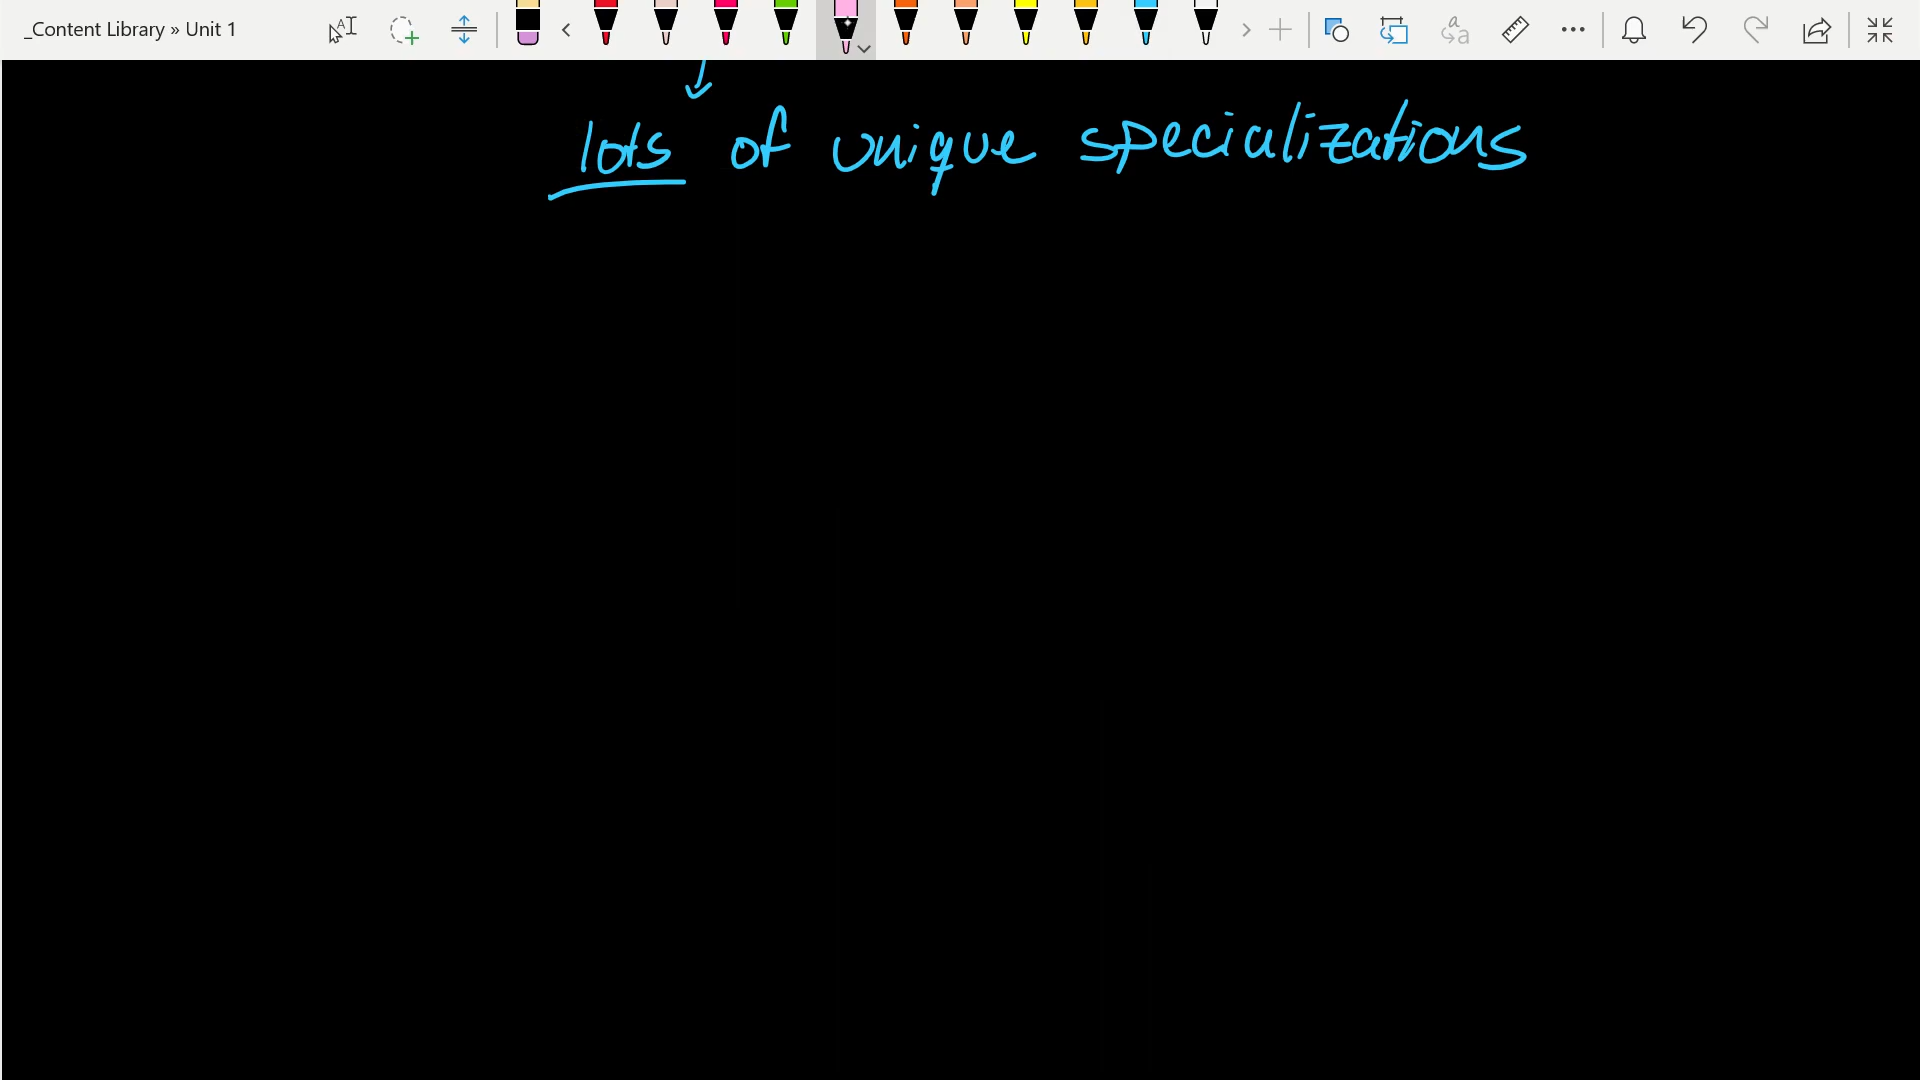 _Content Library » Unit 1
lots of unique specializations